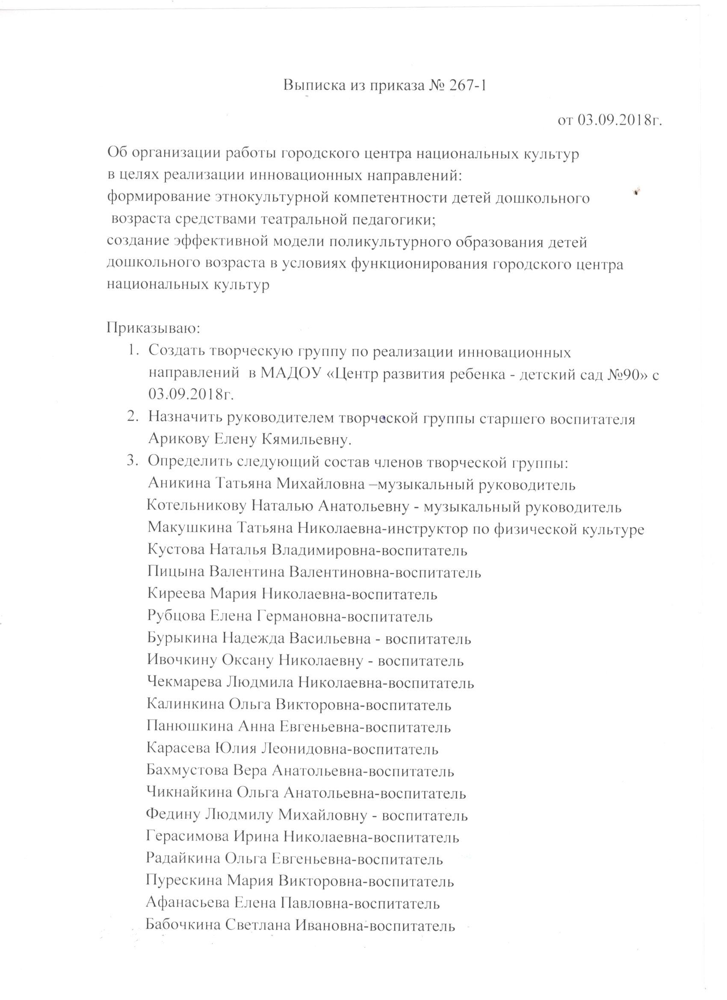 Выписка из приказа № 267-1
от 03.09.2018г.
Об организации работы городского центра национальных культур
в целях реализации инновационных направлений:
формирование этнокультурной компетентности детей дошкольного
возраста средствами театральной педагогики;
создание эффективной модели поликультурного образования детей
дошкольного возраста в условиях функционирования городского центра
национальных культур
Приказываю:
1. Создать творческую группу по реализации инновационных
направлений в МАДОУ «Центр развития ребенка - детский сад №90» с
03.09.2018г.
2. Назначить руководителем творческой группы старшего воспитателя
Арикову Елену Кямильевну.
3. Определить следующий состав членов творческой группы:
Аникина Татьяна Михайловна –музыкальный руководитель
Котельникову Наталью Анатольевну - музыкальный руководитель
Макушкина Татьяна Николаевна-инструктор по физической культуре
Кустова Наталья Владимировна-воспитатель
Пицына Валентина Валентиновна-воспитатель
Киреева Мария Николаевна-воспитатель
Рубцова Елена Германовна-воспитатель
Бурыкина Надежда Васильевна - воспитатель
Ивочкину Оксану Николаевну - воспитатель
Чекмарева Людмила Николаевна-воспитатель
Калинкина Ольга Викторовна-воспитатель
Панюшкина Анна Евгеньевна-воспитатель
Карасева Юлия Леонидовна-воспитатель
Бахмустова Вера Анатольевна-воспитатель
Чикнайкина Ольга Анатольевна-воспитатель
Федину Людмилу Михайловну - воспитатель
Герасимова Ирина Николаевна-воспитатель
Радайкина Ольга Евгеньевна-воспитатель
Пурескина Мария Викторовна-воспитатель
Афанасьева Елена Павловна-воспитатель
Бабочкина Светлана Ивановна-воспитатель